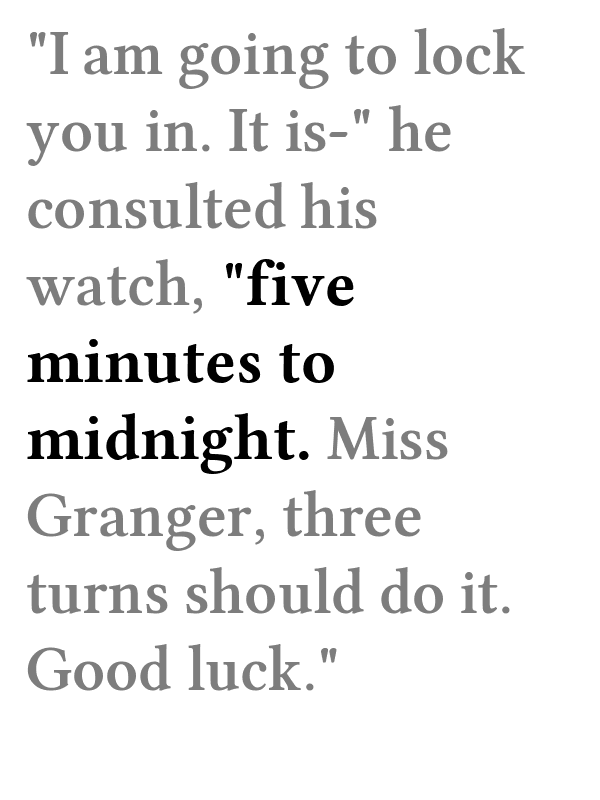 "I am going to lock
you in. It is-" he
consulted his
watch, "five
minutes to
midnight. Miss
Granger, three
turns should do it.
Good luck."